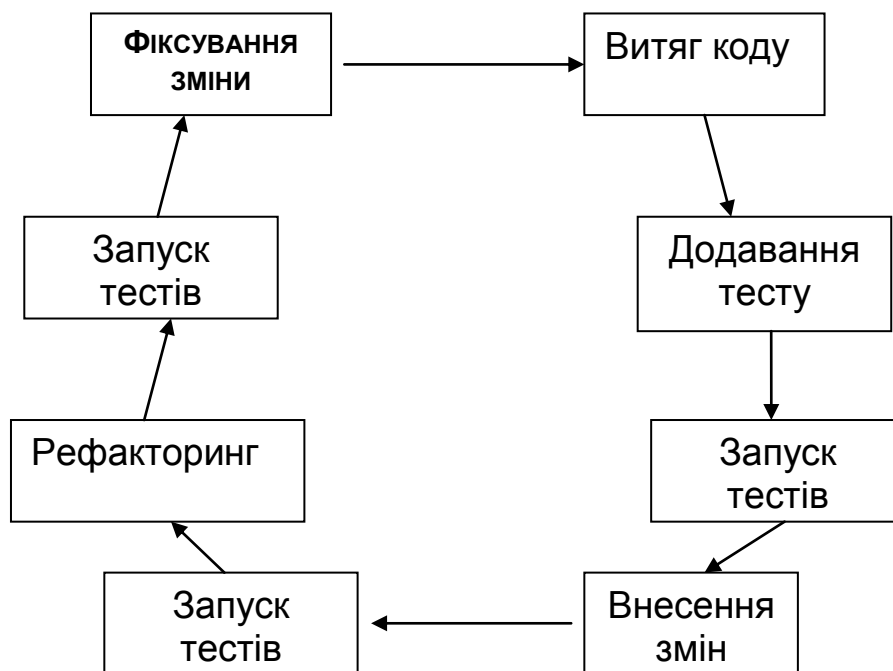 ФІКСУВАННЯ
ЗМІНИ
Витяг коду
Запуск
тестів
Додавання
тесту
Рефакторинг
Запуск
тестів
Запуск
тестів
Внесення
змін